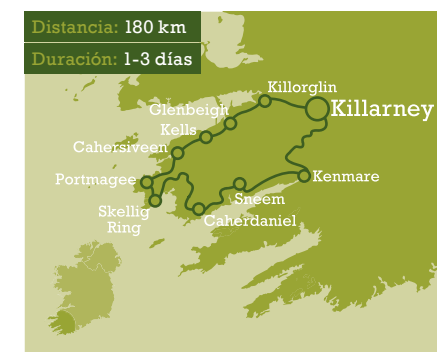 Distancia: 180 km
Duración: 1-3 días
Killorglin
Glenbeigh
Killarney
Kells
Cahersiveen
Portmagee
Kenmare
Sneem
Skellig
Ring
Caherdaniel